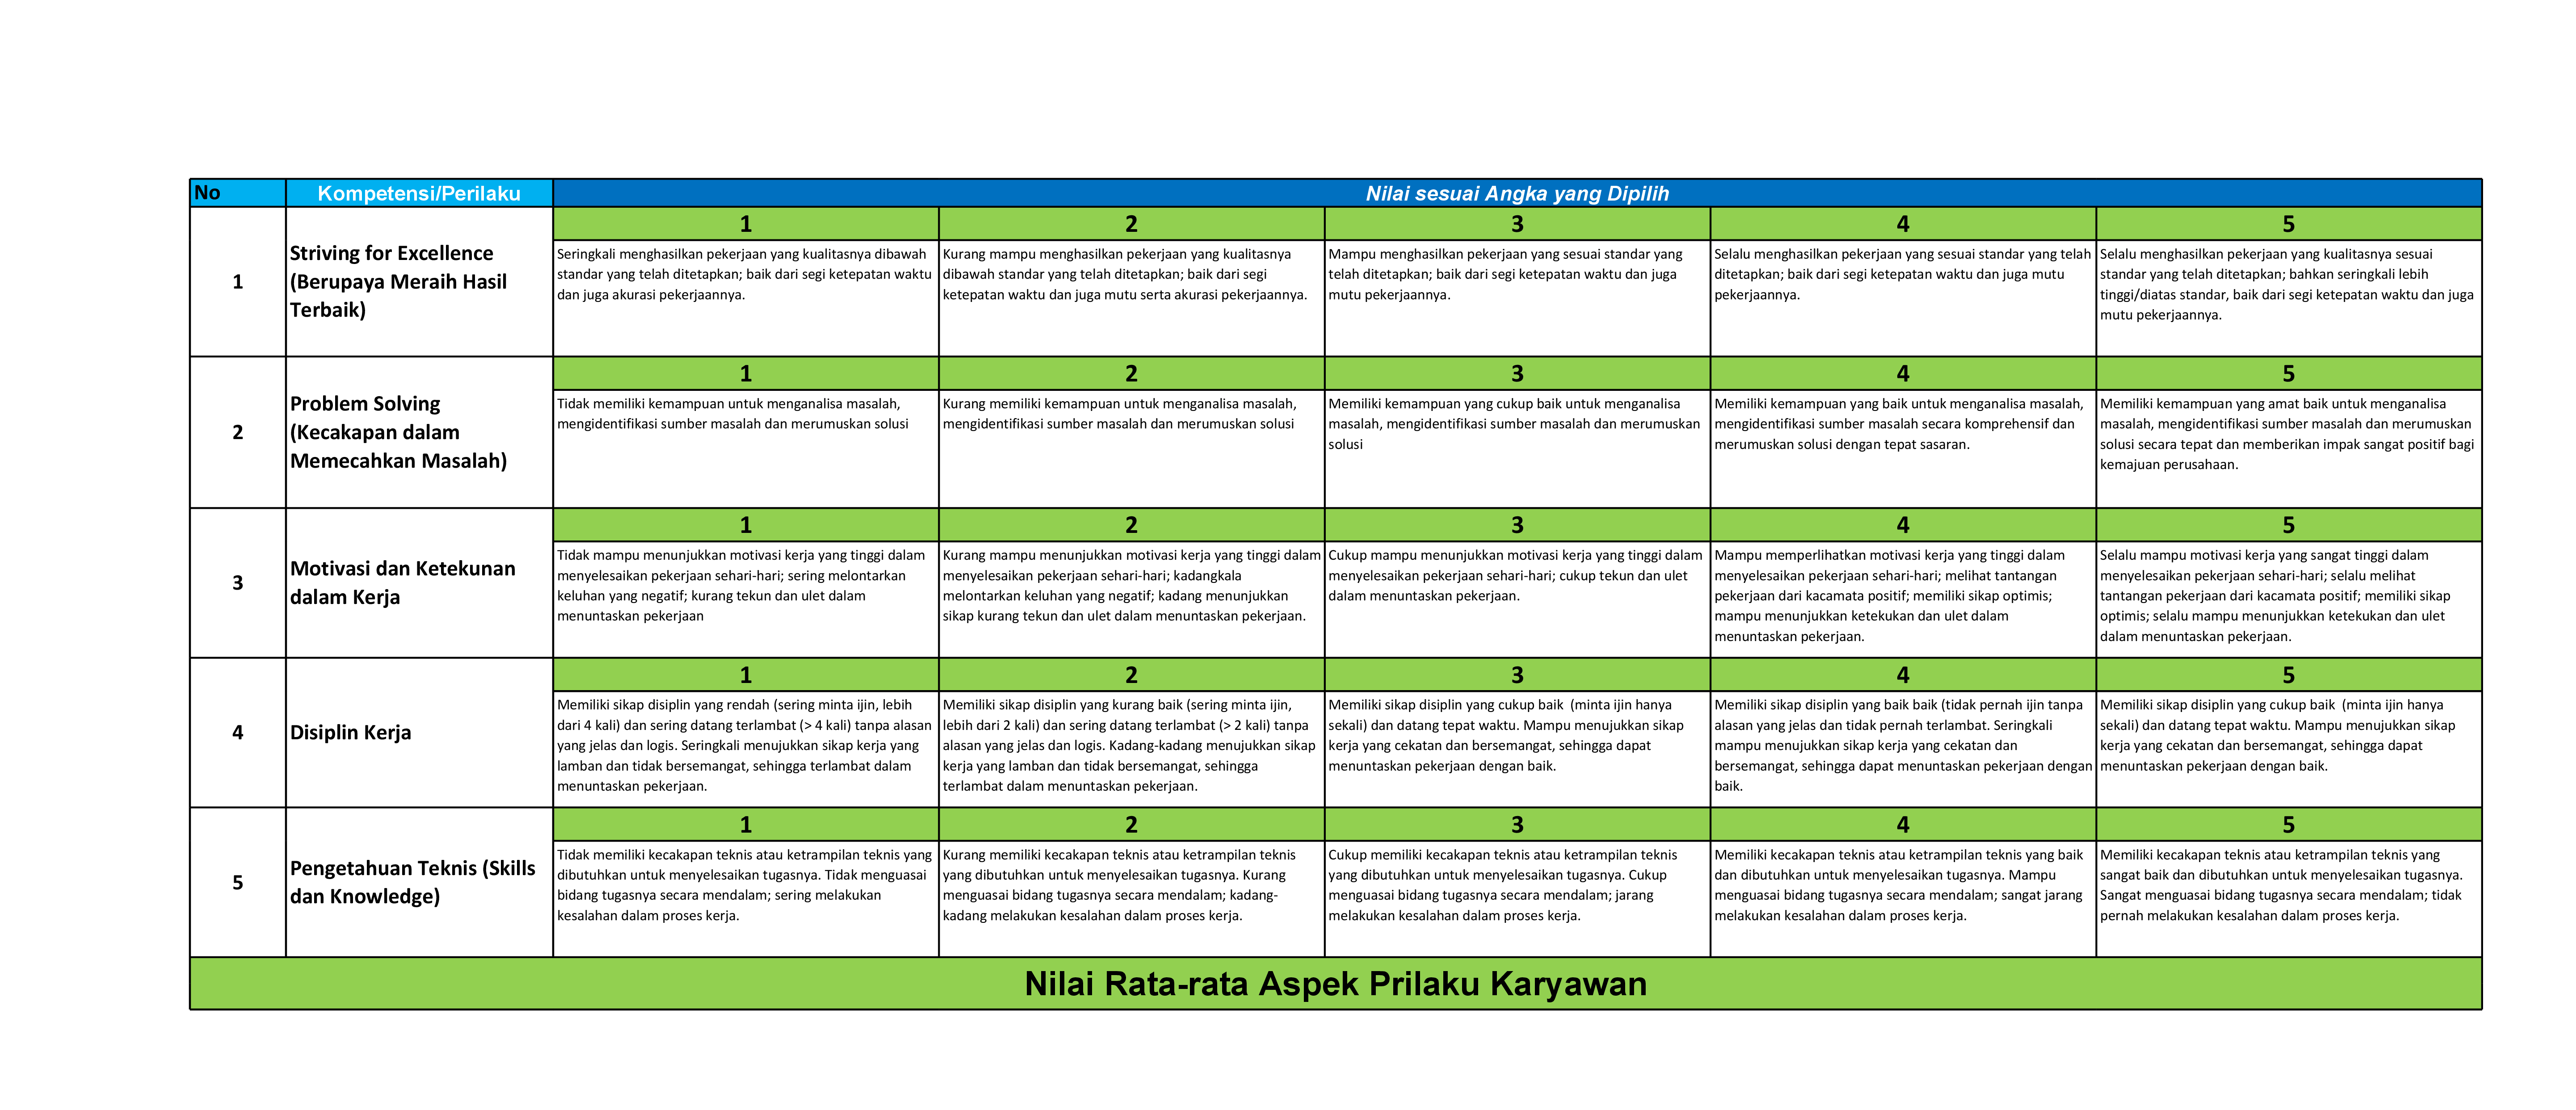 No Kompetensi/Perilaku Nilai sesuai Angka yang Dipilih
1 2 3 4 5
1
Striving for Excellence
(Berupaya Meraih Hasil
Terbaik)
Seringkali menghasilkan pekerjaan yang kualitasnya dibawah
standar yang telah ditetapkan; baik dari segi ketepatan waktu
dan juga akurasi pekerjaannya.
Kurang mampu menghasilkan pekerjaan yang kualitasnya
dibawah standar yang telah ditetapkan; baik dari segi
ketepatan waktu dan juga mutu serta akurasi pekerjaannya.
Mampu menghasilkan pekerjaan yang sesuai standar yang
telah ditetapkan; baik dari segi ketepatan waktu dan juga
mutu pekerjaannya.
Selalu menghasilkan pekerjaan yang sesuai standar yang telah
ditetapkan; baik dari segi ketepatan waktu dan juga mutu
pekerjaannya.
Selalu menghasilkan pekerjaan yang kualitasnya sesuai
standar yang telah ditetapkan; bahkan seringkali lebih
tinggi/diatas standar, baik dari segi ketepatan waktu dan juga
mutu pekerjaannya.
1 2 3 4 5
2
Problem Solving
(Kecakapan dalam
Memecahkan Masalah)
Tidak memiliki kemampuan untuk menganalisa masalah,
mengidentifikasi sumber masalah dan merumuskan solusi
Kurang memiliki kemampuan untuk menganalisa masalah,
mengidentifikasi sumber masalah dan merumuskan solusi
Memiliki kemampuan yang cukup baik untuk menganalisa
masalah, mengidentifikasi sumber masalah dan merumuskan
solusi
Memiliki kemampuan yang baik untuk menganalisa masalah,
mengidentifikasi sumber masalah secara komprehensif dan
merumuskan solusi dengan tepat sasaran.
Memiliki kemampuan yang amat baik untuk menganalisa
masalah, mengidentifikasi sumber masalah dan merumuskan
solusi secara tepat dan memberikan impak sangat positif bagi
kemajuan perusahaan.
1 2 3 4 5
3
Motivasi dan Ketekunan
dalam Kerja
Tidak mampu menunjukkan motivasi kerja yang tinggi dalam
menyelesaikan pekerjaan sehari-hari; sering melontarkan
keluhan yang negatif; kurang tekun dan ulet dalam
menuntaskan pekerjaan
Kurang mampu menunjukkan motivasi kerja yang tinggi dalam
menyelesaikan pekerjaan sehari-hari; kadangkala
melontarkan keluhan yang negatif; kadang menunjukkan
sikap kurang tekun dan ulet dalam menuntaskan pekerjaan.
Cukup mampu menunjukkan motivasi kerja yang tinggi dalam
menyelesaikan pekerjaan sehari-hari; cukup tekun dan ulet
dalam menuntaskan pekerjaan.
Mampu memperlihatkan motivasi kerja yang tinggi dalam
menyelesaikan pekerjaan sehari-hari; melihat tantangan
pekerjaan dari kacamata positif; memiliki sikap optimis;
mampu menunjukkan ketekukan dan ulet dalam
menuntaskan pekerjaan.
Selalu mampu motivasi kerja yang sangat tinggi dalam
menyelesaikan pekerjaan sehari-hari; selalu melihat
tantangan pekerjaan dari kacamata positif; memiliki sikap
optimis; selalu mampu menunjukkan ketekukan dan ulet
dalam menuntaskan pekerjaan.
1 2 3 4 5
4
Disiplin Kerja
Memiliki sikap disiplin yang rendah (sering minta ijin, lebih
dari 4 kali) dan sering datang terlambat (> 4 kali) tanpa alasan
yang jelas dan logis. Seringkali menujukkan sikap kerja yang
lamban dan tidak bersemangat, sehingga terlambat dalam
menuntaskan pekerjaan.
Memiliki sikap disiplin yang kurang baik (sering minta ijin,
lebih dari 2 kali) dan sering datang terlambat (> 2 kali) tanpa
alasan yang jelas dan logis. Kadang-kadang menujukkan sikap
kerja yang lamban dan tidak bersemangat, sehingga
terlambat dalam menuntaskan pekerjaan.
Memiliki sikap disiplin yang cukup baik (minta ijin hanya
sekali) dan datang tepat waktu. Mampu menujukkan sikap
kerja yang cekatan dan bersemangat, sehingga dapat
menuntaskan pekerjaan dengan baik.
Memiliki sikap disiplin yang baik baik (tidak pernah ijin tanpa
alasan yang jelas dan tidak pernah terlambat. Seringkali
mampu menujukkan sikap kerja yang cekatan dan
bersemangat, sehingga dapat menuntaskan pekerjaan dengan
baik.
Memiliki sikap disiplin yang cukup baik (minta ijin hanya
sekali) dan datang tepat waktu. Mampu menujukkan sikap
kerja yang cekatan dan bersemangat, sehingga dapat
menuntaskan pekerjaan dengan baik.
1 2 3 4 5
5
Pengetahuan Teknis (Skills
dan Knowledge)
Tidak memiliki kecakapan teknis atau ketrampilan teknis yang
dibutuhkan untuk menyelesaikan tugasnya. Tidak menguasai
bidang tugasnya secara mendalam; sering melakukan
kesalahan dalam proses kerja.
Kurang memiliki kecakapan teknis atau ketrampilan teknis
yang dibutuhkan untuk menyelesaikan tugasnya. Kurang
menguasai bidang tugasnya secara mendalam; kadang-
kadang melakukan kesalahan dalam proses kerja.
Cukup memiliki kecakapan teknis atau ketrampilan teknis
yang dibutuhkan untuk menyelesaikan tugasnya. Cukup
menguasai bidang tugasnya secara mendalam; jarang
melakukan kesalahan dalam proses kerja.
Memiliki kecakapan teknis atau ketrampilan teknis yang baik
dan dibutuhkan untuk menyelesaikan tugasnya. Mampu
menguasai bidang tugasnya secara mendalam; sangat jarang
melakukan kesalahan dalam proses kerja.
Memiliki kecakapan teknis atau ketrampilan teknis yang
sangat baik dan dibutuhkan untuk menyelesaikan tugasnya.
Sangat menguasai bidang tugasnya secara mendalam; tidak
pernah melakukan kesalahan dalam proses kerja.
Nilai Rata-rata Aspek Prilaku Karyawan